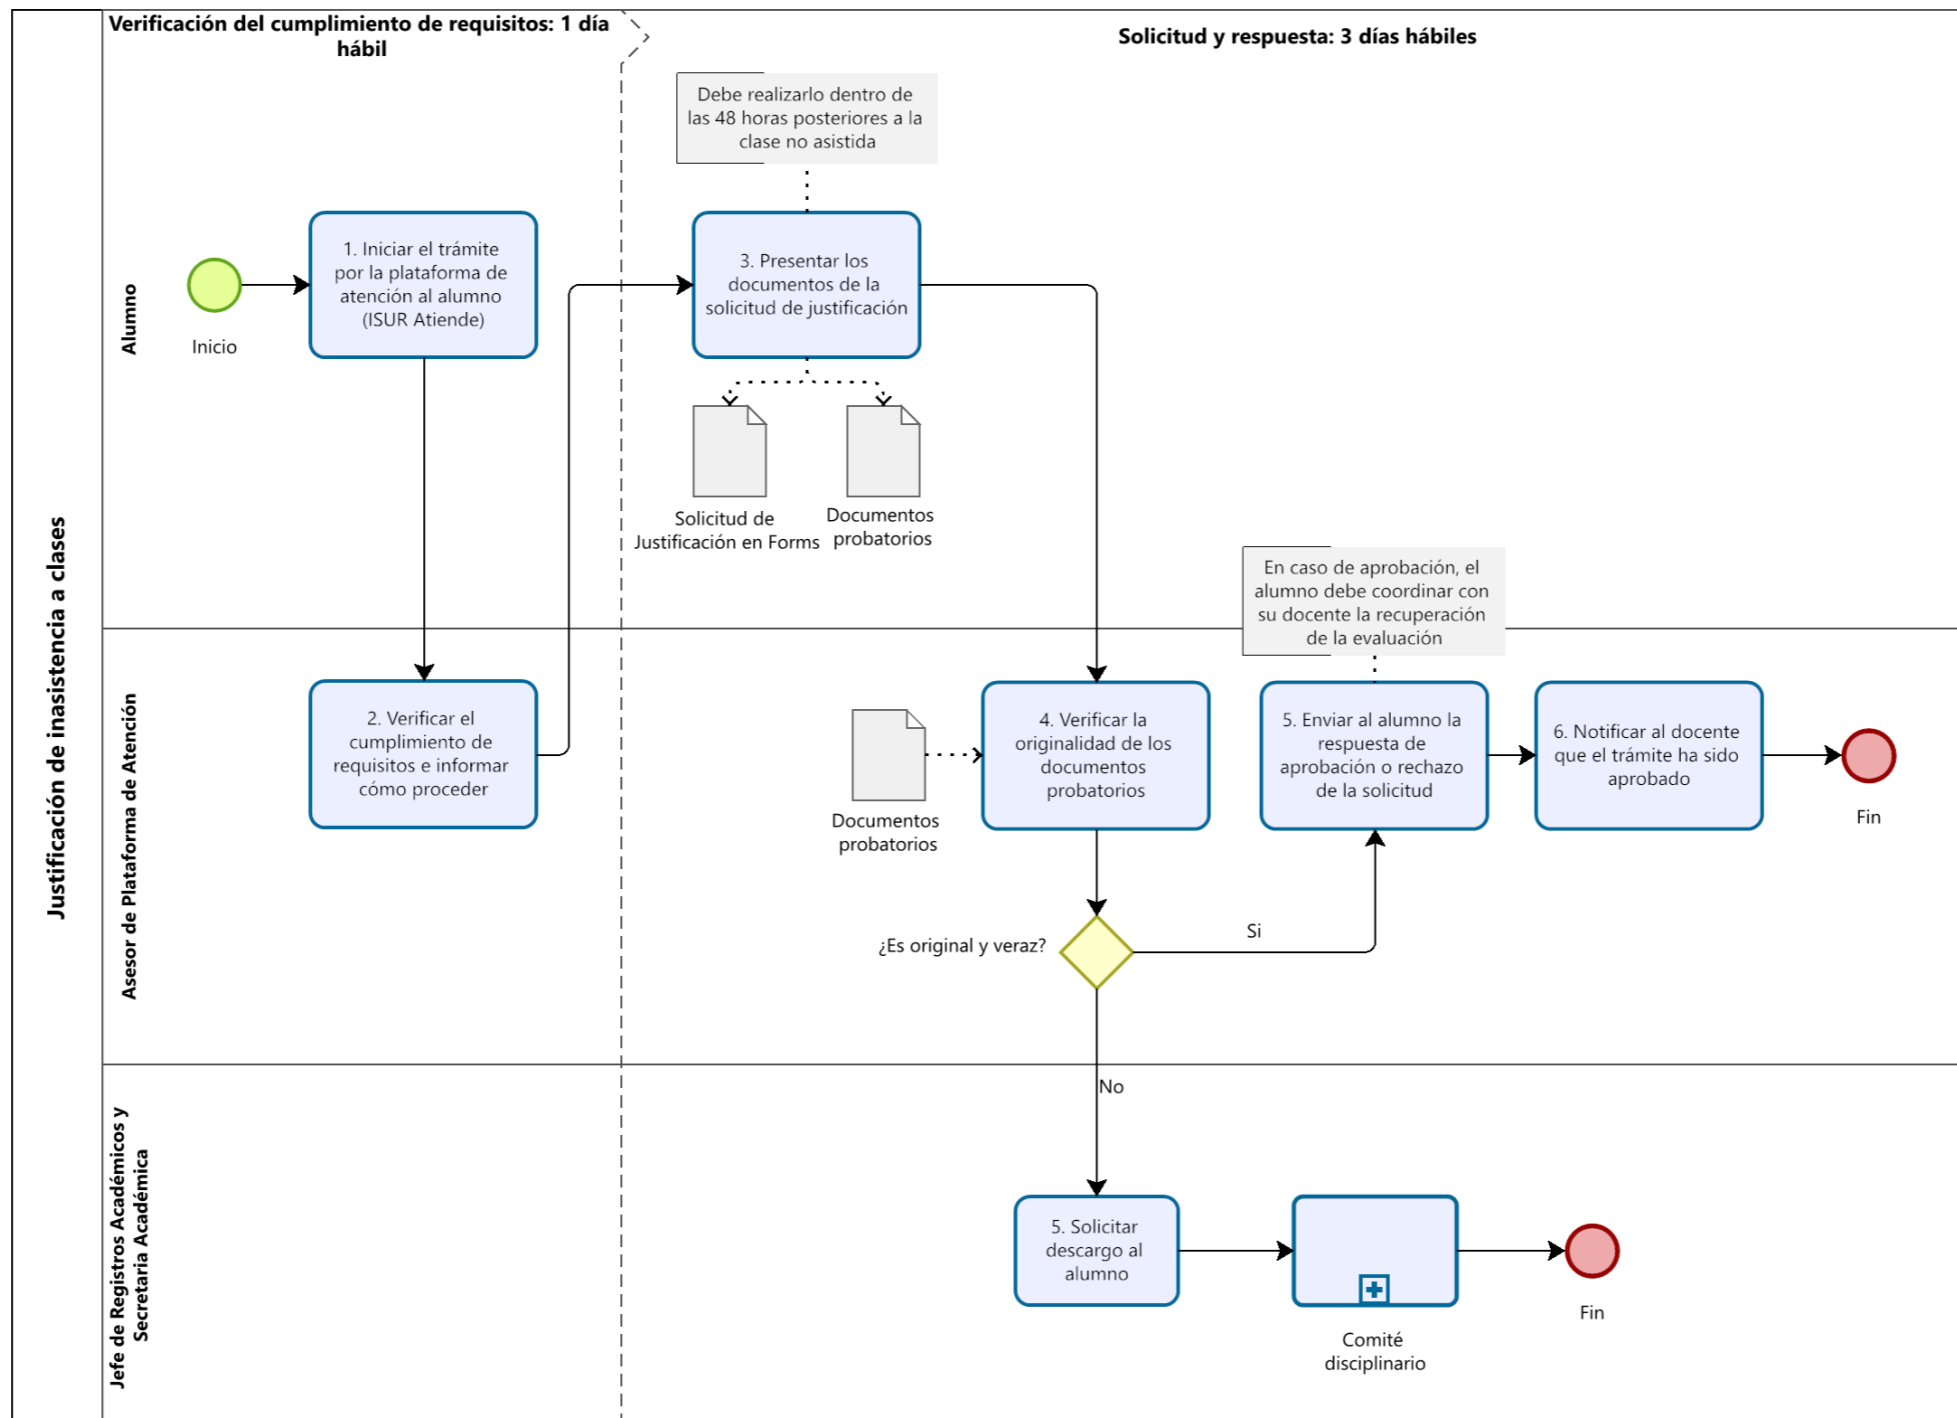 Verificación del cumplimiento de requisitos: 1 día
hábil
Solicitud y respuesta: 3 días hábiles
Justificación de inasistencia a clases
Alumno
Debe realizarlo dentro de
las 48 horas posteriores a la
clase no asistida
Inicio
1. Iniciar el trámite
por la plataforma de
atención al alumno
(ISUR Atiende)
3. Presentar los
documentos de la
solicitud de justificación
Solicitud de
Justificación en Forms
Documentos
probatorios
En caso de aprobación, el
alumno debe coordinar con
su docente la recuperación
de la evaluación
Asesor de Plataforma de Atención
2. Verificar el
cumplimiento de
requisitos e informar
cómo proceder
Documentos
probatorios
4. Verificar la
originalidad de los
documentos
probatorios
5. Enviar al alumno la
respuesta de
aprobación o rechazo
de la solicitud
6. Notificar al docente
que el trámite ha sido
aprobado
Fin
¿Es original y veraz?
Si
No
Jefe de Registros Académicos y
Secretaria Académica
5. Solicitar
descargo al
alumno
Comité
disciplinario
Fin